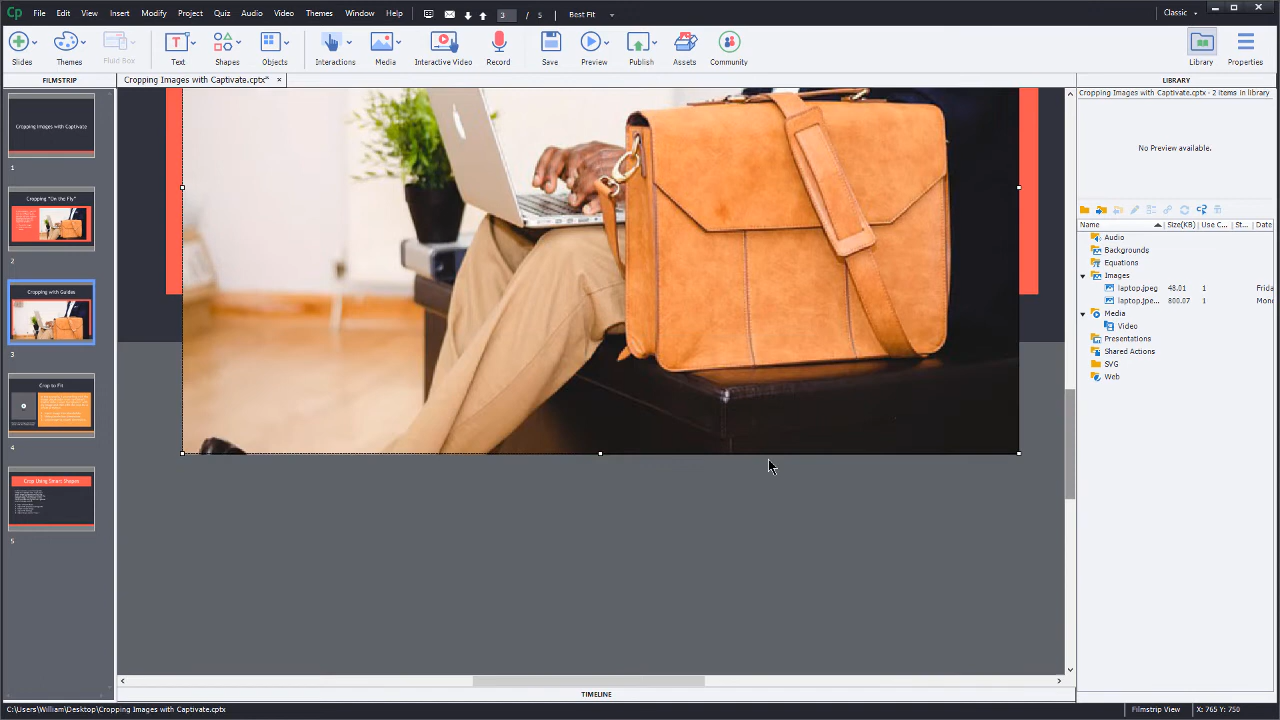 Cp File Edit View Insert Modify Project Quiz Audio Video Themes Window Help 3 / 5 Best Fit Classic
Slides Themes Fluid Box Text Shapes Objects Interactions Media Interactive Video Record Save Preview Publish Assets Community Library Properties
FILMSTRIP
Cropping Images with Captivate.cptx* ×
LIBRARY
Cropping Images with Captivate.cptx - 2 items in library
No Preview available.
Name Size(KB) Use C... St... Date
Audio
Backgrounds
Equations
Images
laptop.jpeg 48.01 1 Frida
laptop.jpe... 800.07 1 Mon
Media
Video
Presentations
Shared Actions
SVG
Web
Cropping Images with Captivate
1
Cropping "On the Fly"
2
Cropping with Guides
3
Crop to Fit
4
Crop Using Smart Shapes
5
TIMELINE
C:\Users\William\Desktop\Cropping Images with Captivate.cptx
Filmstrip View X: 765 Y: 750